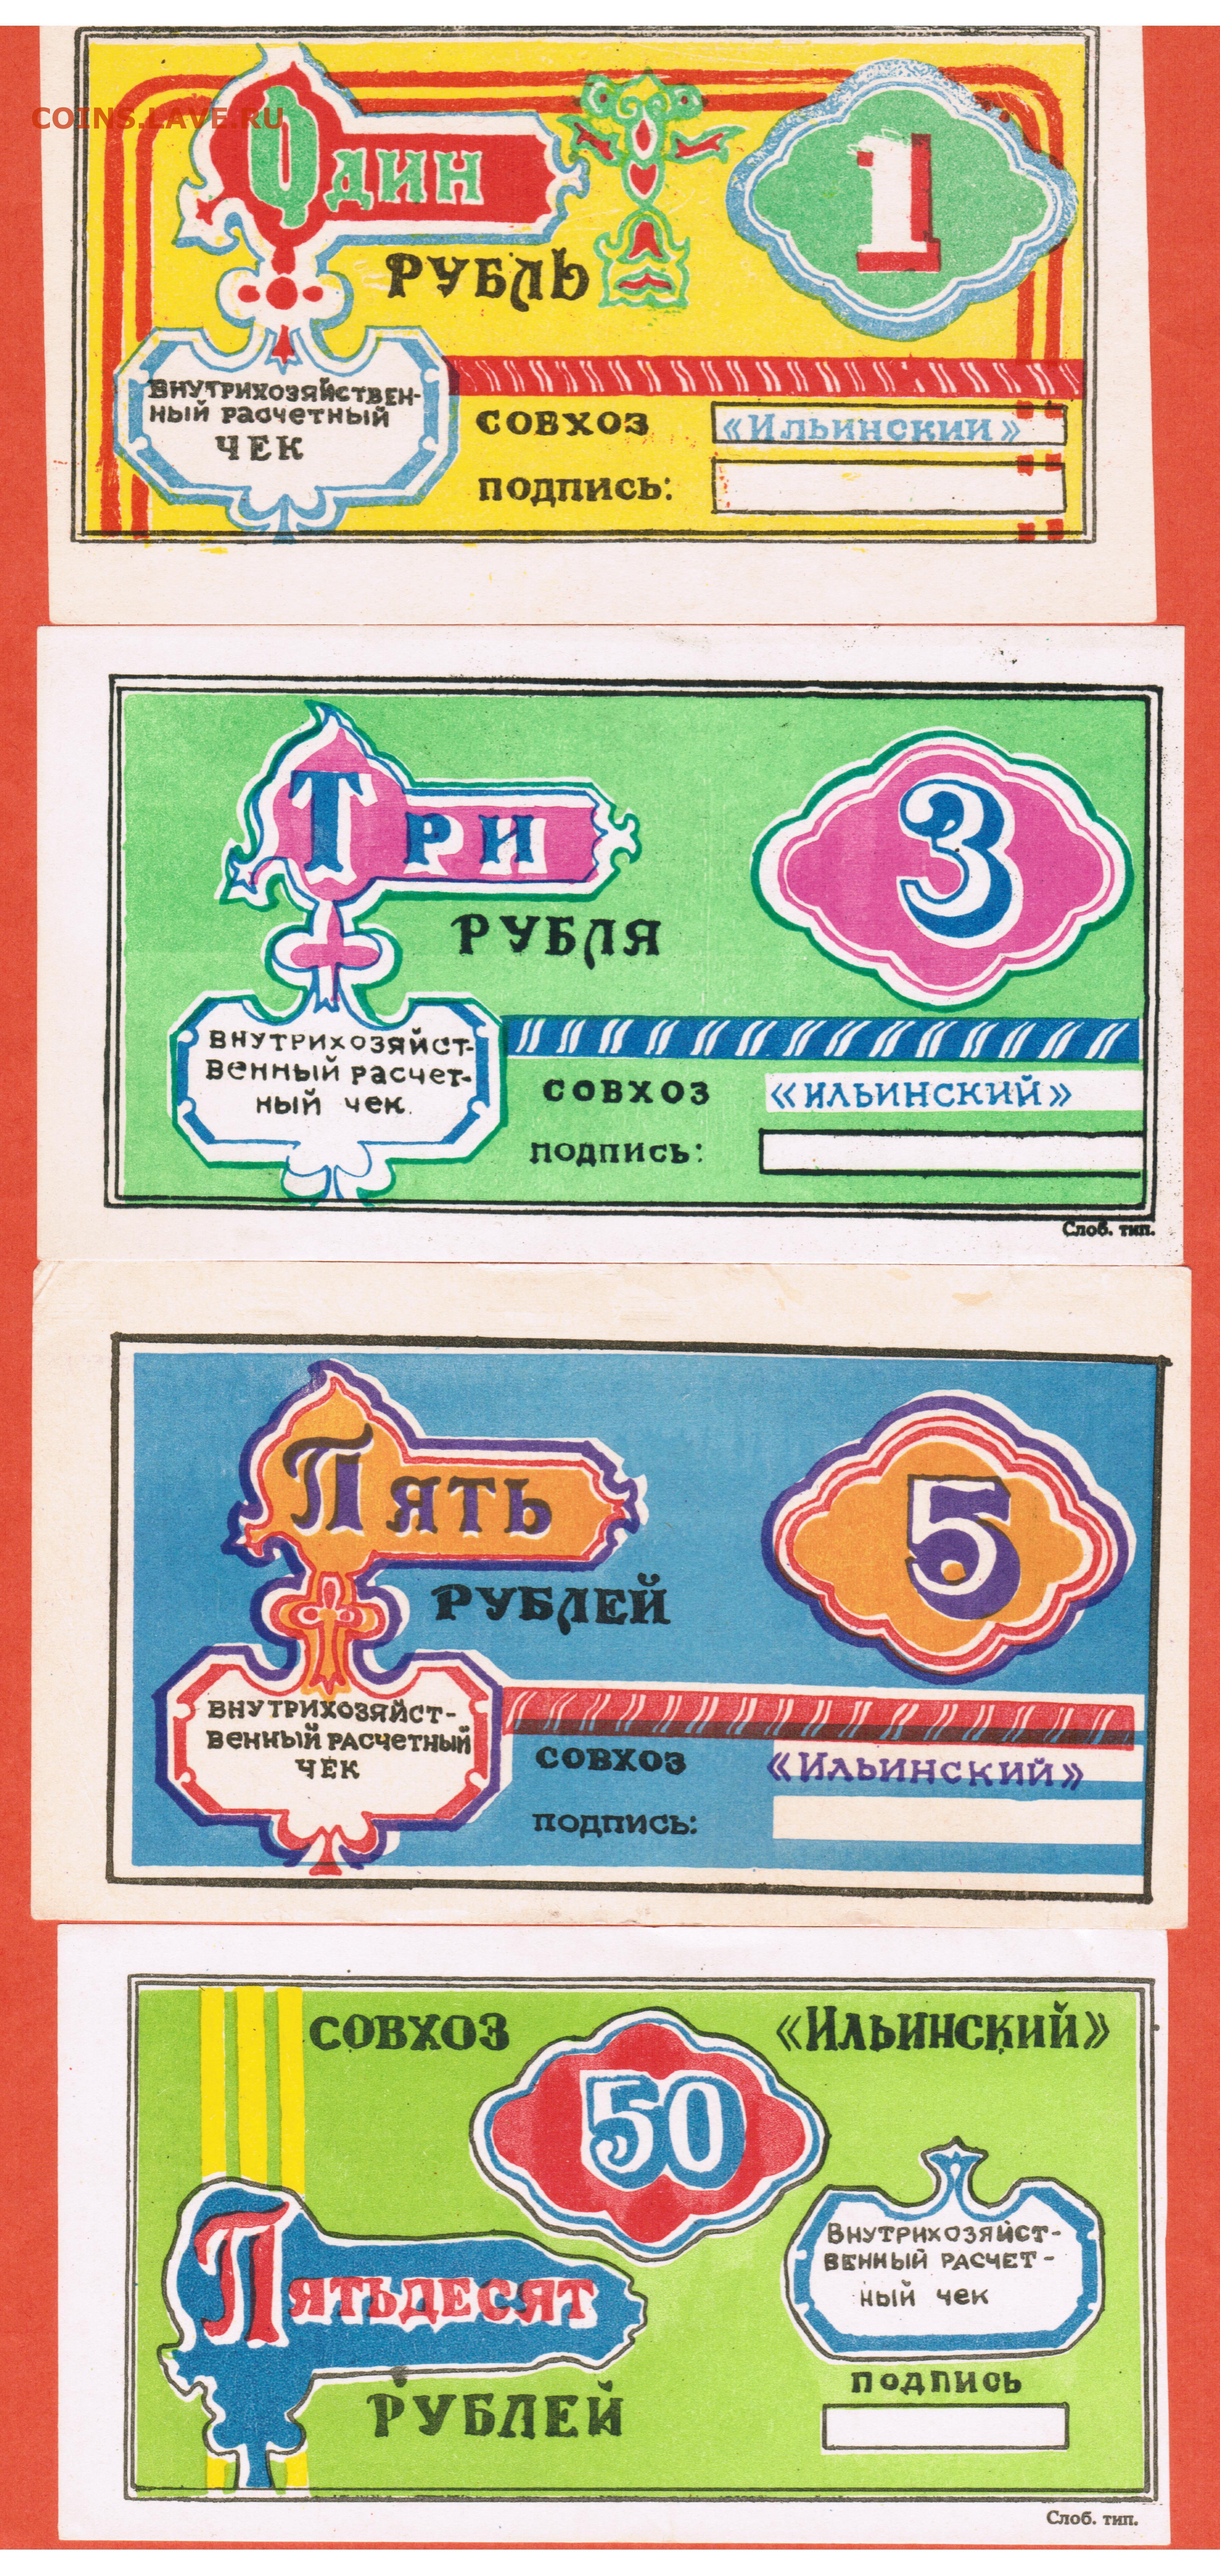 COINS.LAVE.RU
Один
1
РУБЛЬ
ВНУТРИХОЗЯЙСТВЕН-
ный расчетный
ЧЕК
СОВХОЗ
«Ильинский»
подпись:
Три
3
РУБЛЯ
ВНУТРИХОЗЯЙСТ-
венный расчет-
ный чек.
СОВХОЗ
«ИЛЬИНСКИЙ»
подпись:
Слоб. тип.
Пять
5
РУБЛЕЙ
ВНУТРИХОЗЯЙСТ-
венный РАСЧЕТНЫЙ
ЧЕК
СОВХОЗ
«ИЛЬИНСКИЙ»
подпись:
СОВХОЗ
«Ильинский»
50
Пятьдесят
РУБЛЕЙ
Внутрихозяйст-
венный расчет-
ный чек
подпись
Слоб. тип.